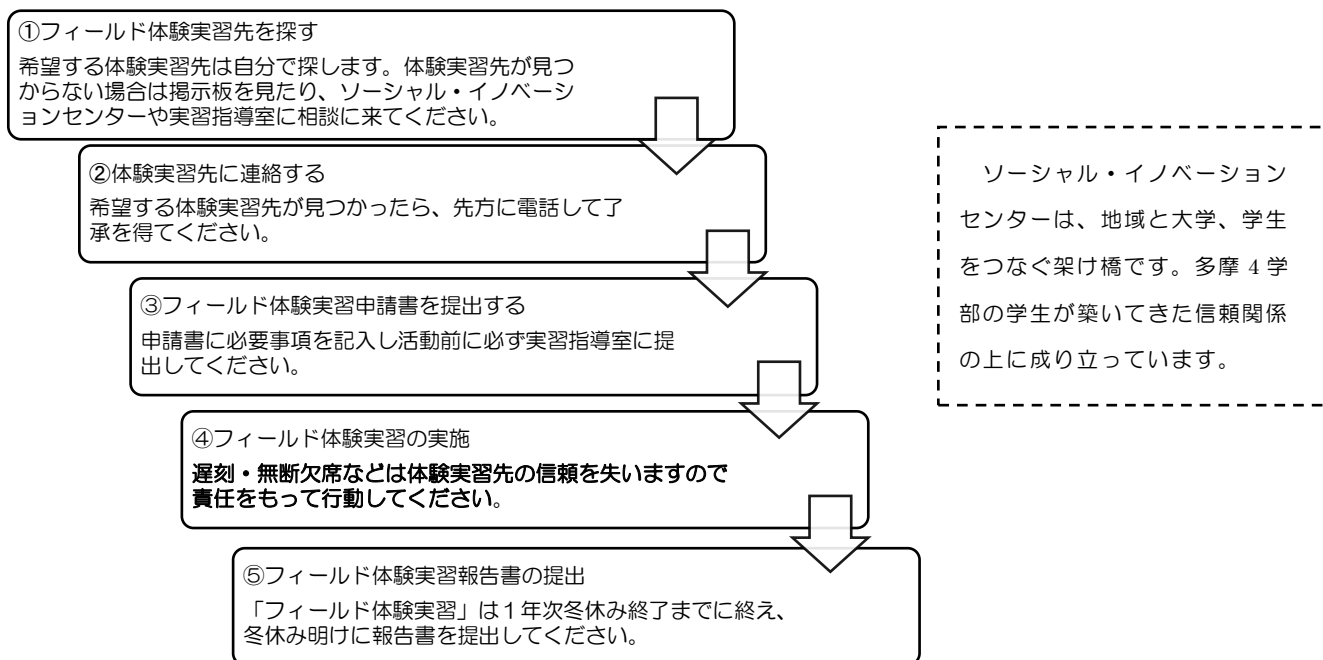 ①フィールド体験実習先を探す
希望する体験実習先は自分で探します。体験実習先が見つ
からない場合は掲示板を見たり、ソーシャル・イノベーシ
ョンセンターや実習指導室に相談に来てください。
②体験実習先に連絡する
希望する体験実習先が見つかったら、先方に電話して了
承を得てください。
③フィールド体験実習申請書を提出する
申請書に必要事項を記入し活動前に必ず実習指導室に提
出してください。
④フィールド体験実習の実施
遅刻・無断欠席などは体験実習先の信頼を失いますので
責任をもって行動してください。
⑤フィールド体験実習報告書の提出
「フィールド体験実習」は１年次冬休み終了までに終え、
冬休み明けに報告書を提出してください。
ソーシャル・イノベーション
センターは、地域と大学、学生
をつなぐ架け橋です。多摩 4 学
部の学生が築いてきた信頼関係
の上に成り立っています。